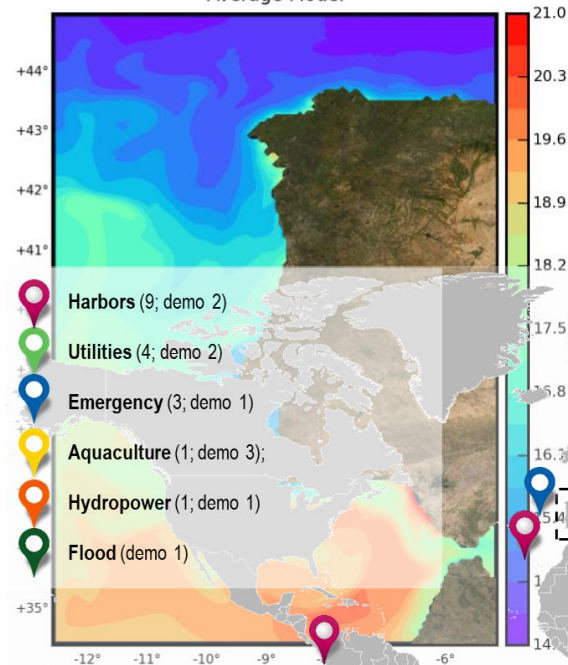 Average Model
21.0
+44°
20.3
+43°
19.6
+42°
18.9
+41°
18.2
Harbors (9; demo 2)
17.5
Utilities (4; demo 2)
Emergency (3; demo 1)
Aquaculture (1; demo 3);
Hydropower (1; demo 1)
Flood (demo 1)
+35°
-12°
-11°
-10°
-9°
-6°